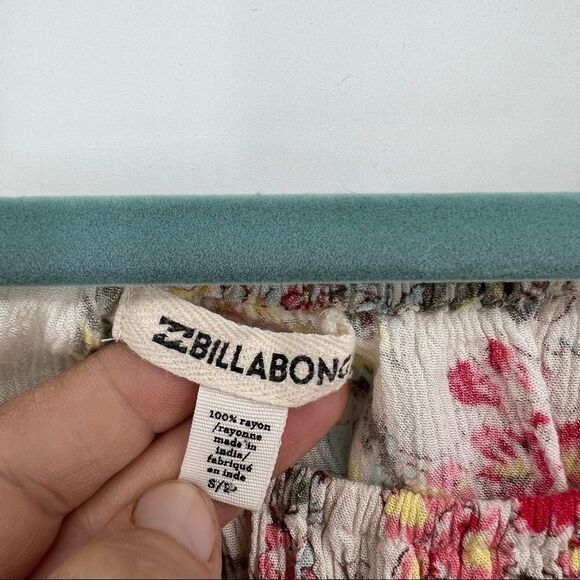 BILLABONG
100% rayon
/rayonne
made in
india/
fabriqué
en inde
S/P